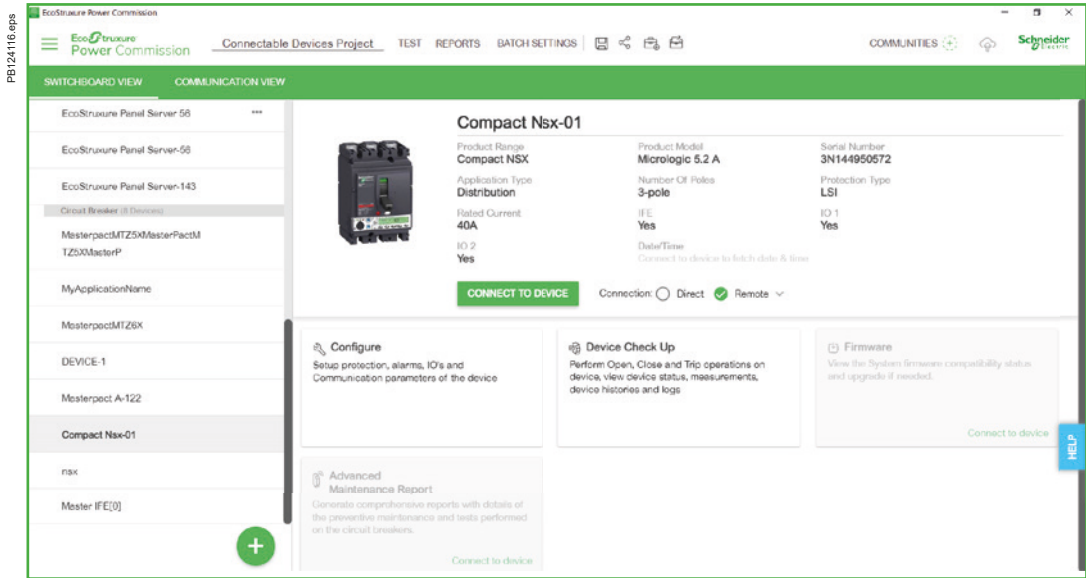 PB124116.eps
EcoStruxure Power Commission
EcoStruxure
Power Commission
Connectable Devices Project TEST REPORTS BATCH SETTINGS COMMUNITIES
Schneider
Electric
SWITCHBOARD VIEW COMMUNICATION VIEW
EcoStruxure Panel Server 56 •••
EcoStruxure Panel Server-56
EcoStruxure Panel Server-143
Circuit Breaker (8 Devices)
MasterpactMTZ5XMasterPactM
TZ5XMasterP
MyApplicationName
MasterpactMTZ6X
DEVICE-1
Masterpact A-122
Compact Nsx-01
nsx
Master IFE[0]
+
Compact Nsx-01
Product Range Product Model Serial Number
Compact NSX Micrologic 5.2 A 3N144950572
Application Type Number Of Poles Protection Type
Distribution 3-pole LSI
Rated Current IFE IO 1
40A Yes Yes
IO 2 Date/Time
Yes Connect to device to fetch date & time
CONNECT TO DEVICE Connection: Direct Remote
Configure
Setup protection, alarms, IO's and
Communication parameters of the device
Device Check Up
Perform Open, Close and Trip operations on
device, view device status, measurements,
device histories and logs
Firmware
View the System firmware compatibility status
and upgrade if needed.
Connect to device
HELP
Advanced
Maintenance Report
Generate comprehensive reports with details of
the preventive maintenance and tests performed
on the circuit breakers.
Connect to device